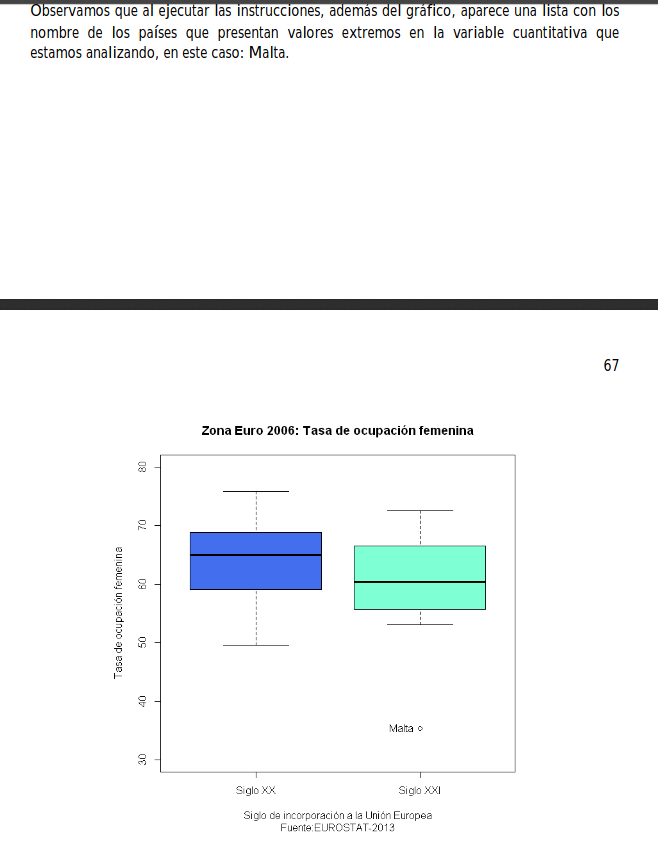 Observamos que al ejecutar las instrucciones, además del gráfico, aparece una lista con los
nombre de los países que presentan valores extremos en la variable cuantitativa que
estamos analizando, en este caso: Malta.
67
Zona Euro 2006: Tasa de ocupación femenina
Tasa de ocupación femenina
80
70
60
50
40
30
Malta
Siglo XX
Siglo XXI
Siglo de incorporación a la Unión Europea
Fuente:EUROSTAT-2013